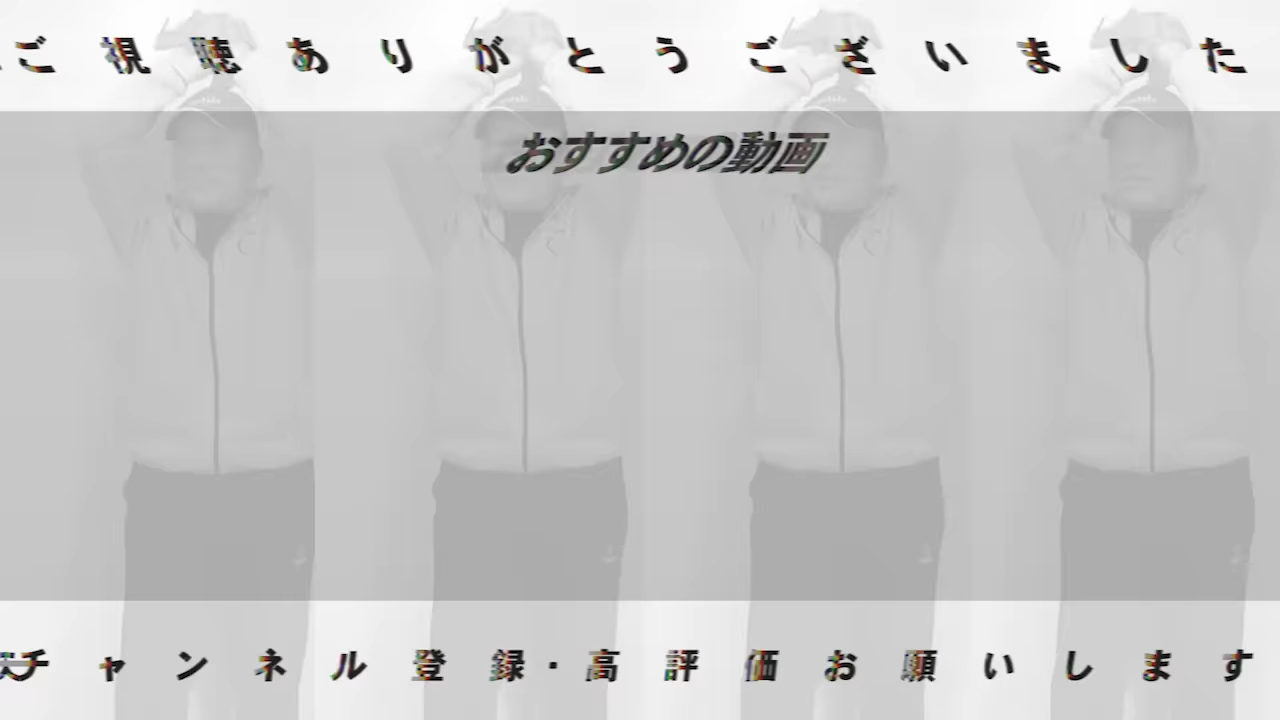 ご視聴ありがとうございました
おすすめの動画
チャンネル登録・高評価お願いします